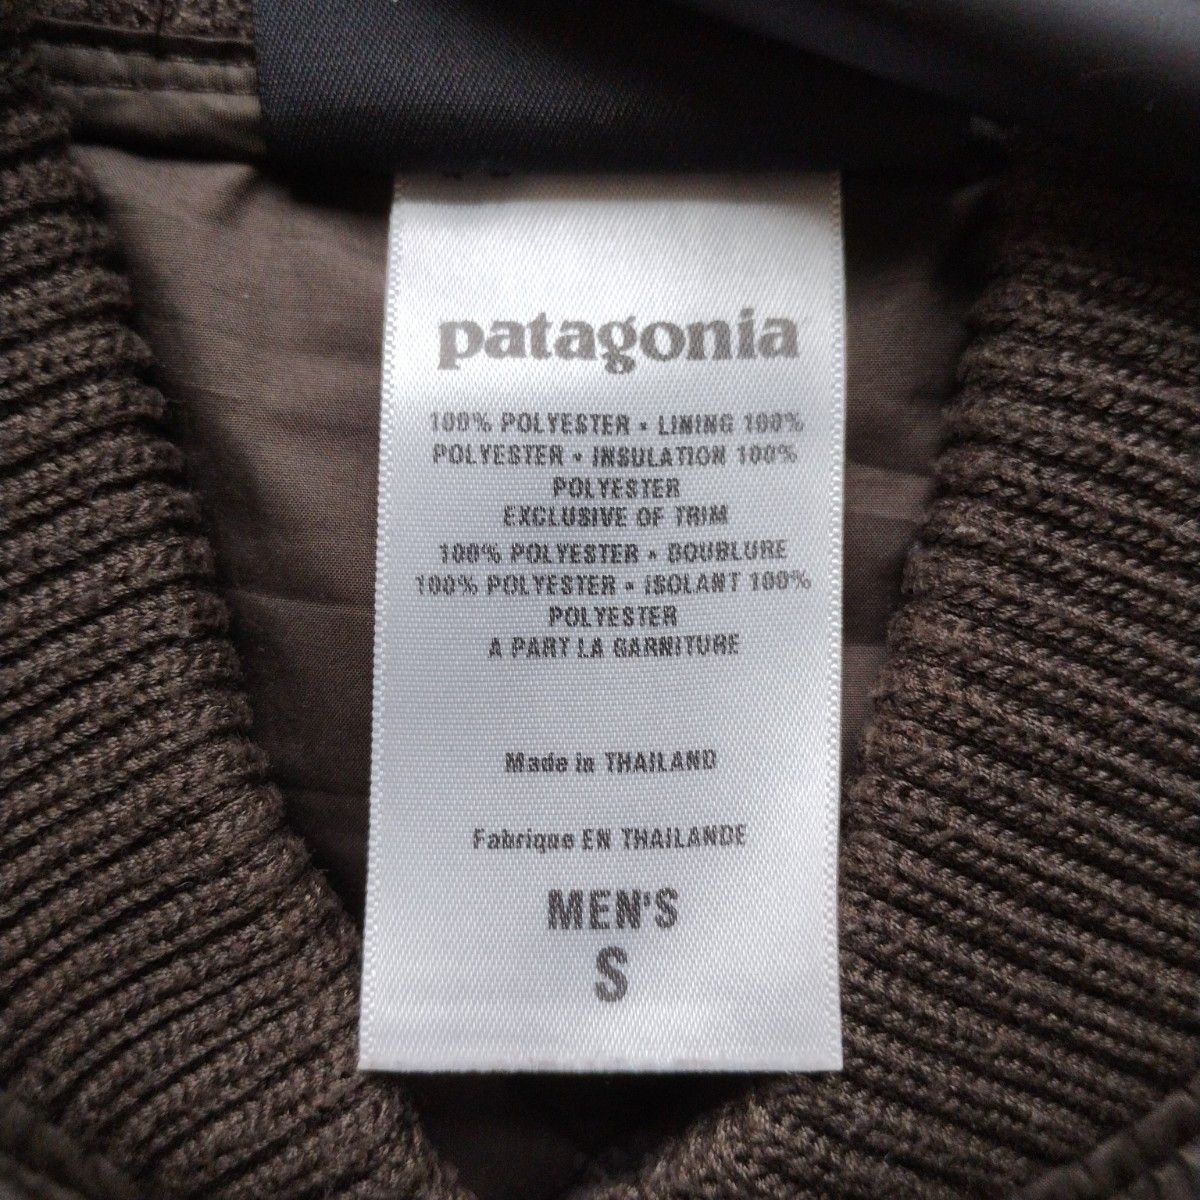 patagonia
100% POLYESTER • LINING 100%
POLYESTER • INSULATION 100%
POLYESTER
EXCLUSIVE OF TRIM
100% POLYESTER • DOUBLURE
100% POLYESTER • ISOLANT 100%
POLYESTER
A PART LA GARNITURE
Made in THAILAND
Fabrique EN THAILANDE
MEN'S
S